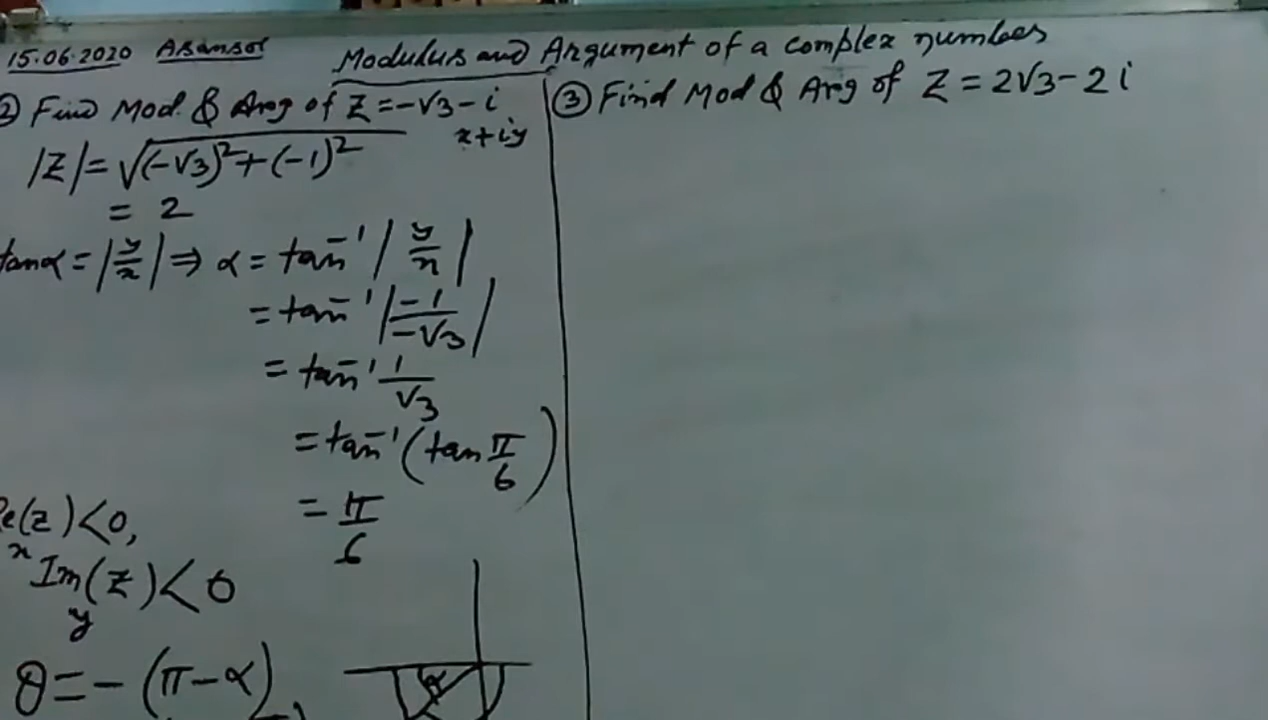 15.06.2020 Asansol Modulus and Argument of a complex number
② Find Mod. & Arg of Z = -√3 - i
x+iy
|Z| = √(-√3)²+(-1)²
= 2
tanα = |y/x| ⇒ α = tan⁻¹ |y/x|
= tan⁻¹ |-1/-√3|
= tan⁻¹ 1/√3
= tan⁻¹ (tan π/6)
= π/6
Re(z) < 0,
x
Im(z) < 0
y
θ = - (π - α)
α
③ Find Mod & Arg of Z = 2√3 - 2i